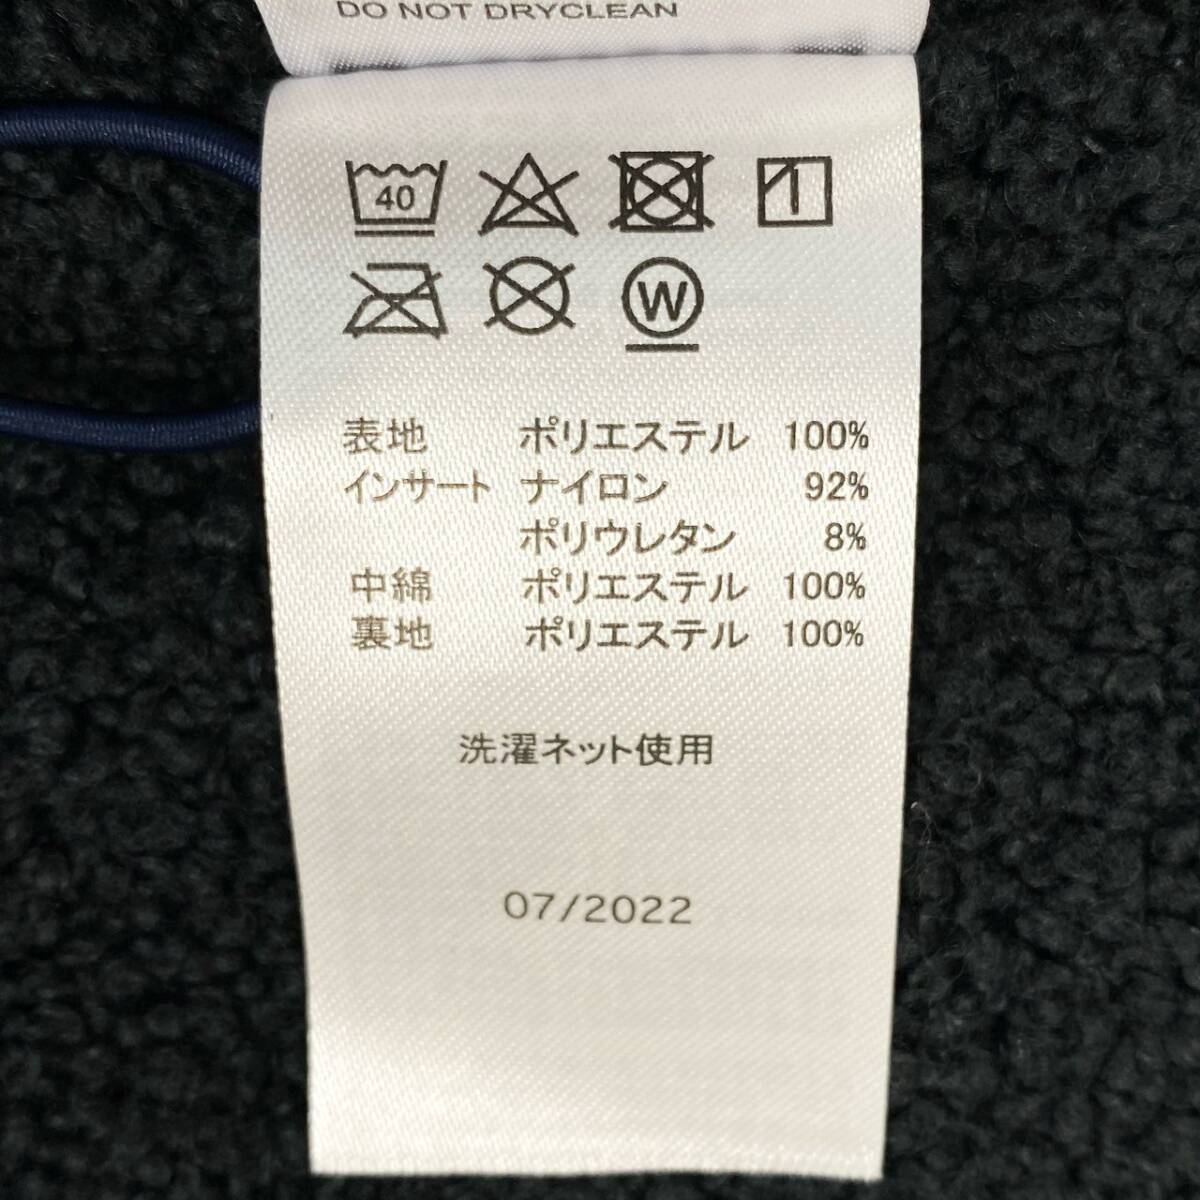 DO NOT DRYCLEAN
40
W
表地 ポリエステル 100%
インサート ナイロン 92%
ポリウレタン 8%
中綿 ポリエステル 100%
裏地 ポリエステル 100%
洗濯ネット使用
07/2022